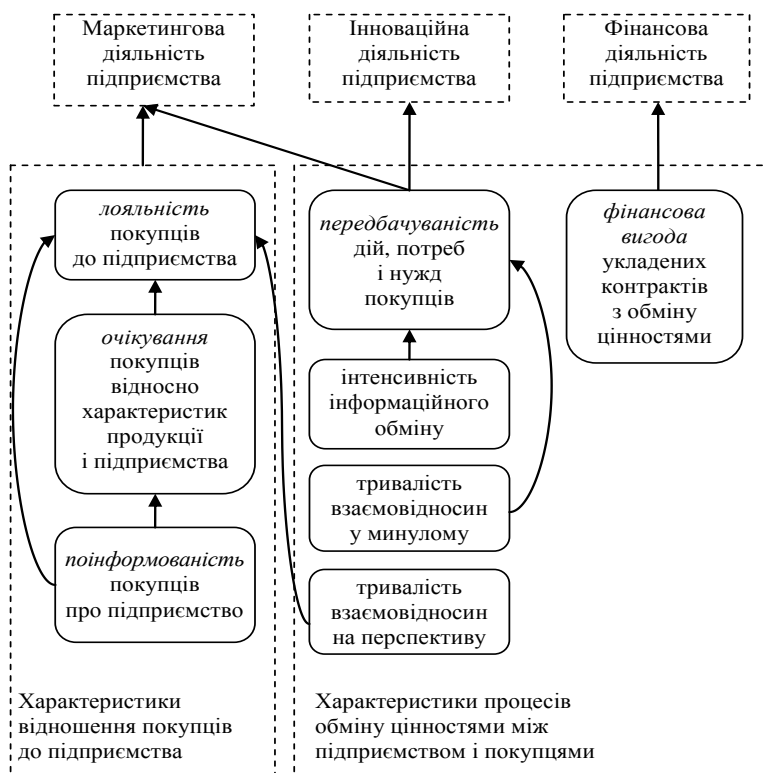 Маркетингова
діяльність
підприємства
Інноваційна
діяльність
підприємства
Фінансова
діяльність
підприємства
лояльність
покупців
до підприємства
очікування
покупців
відносно
характеристик
продукції
і підприємства
поінформованість
покупців
про підприємство
Характеристики
відношення покупців
до підприємства
передбачуваність
дій, потреб
і нужд
покупців
інтенсивність
інформаційного
обміну
тривалість
взаємовідносин
у минулому
тривалість
взаємовідносин
на перспективу
фінансова
вигода
укладених
контрактів
з обміну
цінностями
Характеристики процесів
обміну цінностями між
підприємством і покупцями